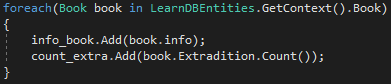 foreach(Book book in LearnDBEntities.GetContext().Book)
{
info_book.Add(book.info);
count_extra.Add(book.Extradition.Count());
}